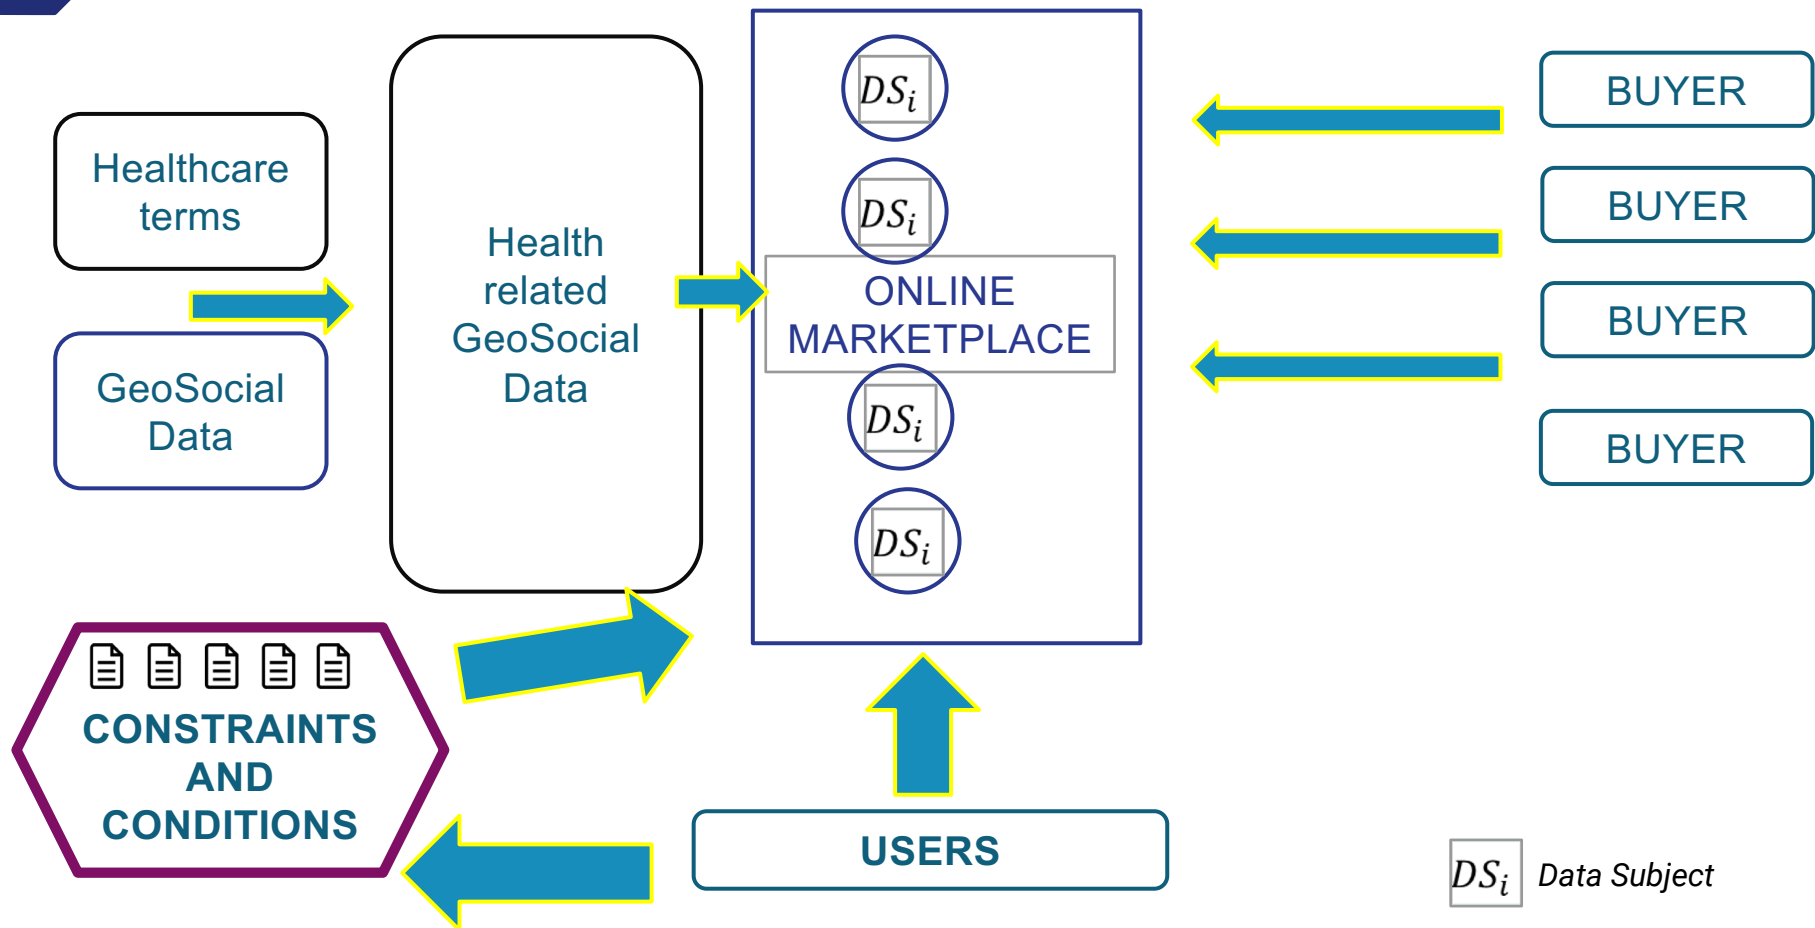 Healthcare
terms
GeoSocial
Data
Health
related
GeoSocial
Data
DSᵢ
DSᵢ
ONLINE
MARKETPLACE
DSᵢ
DSᵢ
BUYER
BUYER
BUYER
BUYER
CONSTRAINTS
AND
CONDITIONS
USERS
DSᵢ Data Subject